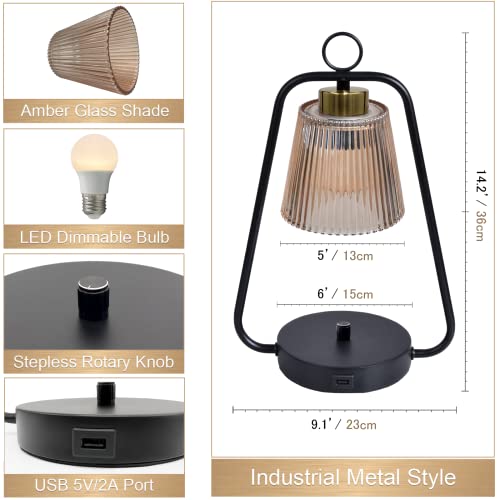 Amber Glass Shade
LED Dimmable Bulb
Stepless Rotary Knob
USB 5V/2A Port
14.2' / 36cm
5' / 13cm
6' / 15cm
9.1' / 23cm
Industrial Metal Style